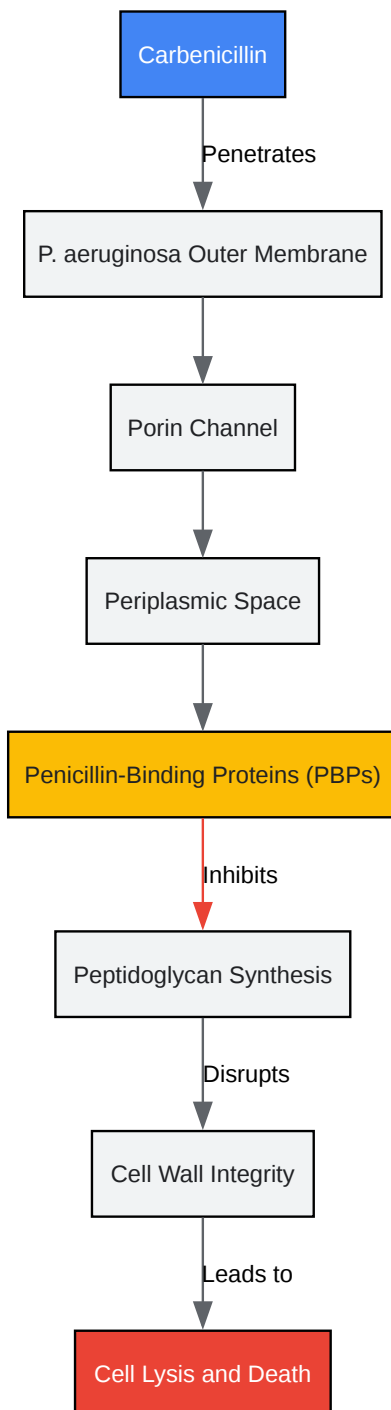 Carbenicillin
Penetrates
P. aeruginosa Outer Membrane
Porin Channel
Periplasmic Space
Penicillin-Binding Proteins (PBPs)
Inhibits
Peptidoglycan Synthesis
Disrupts
Cell Wall Integrity
Leads to
Cell Lysis and Death